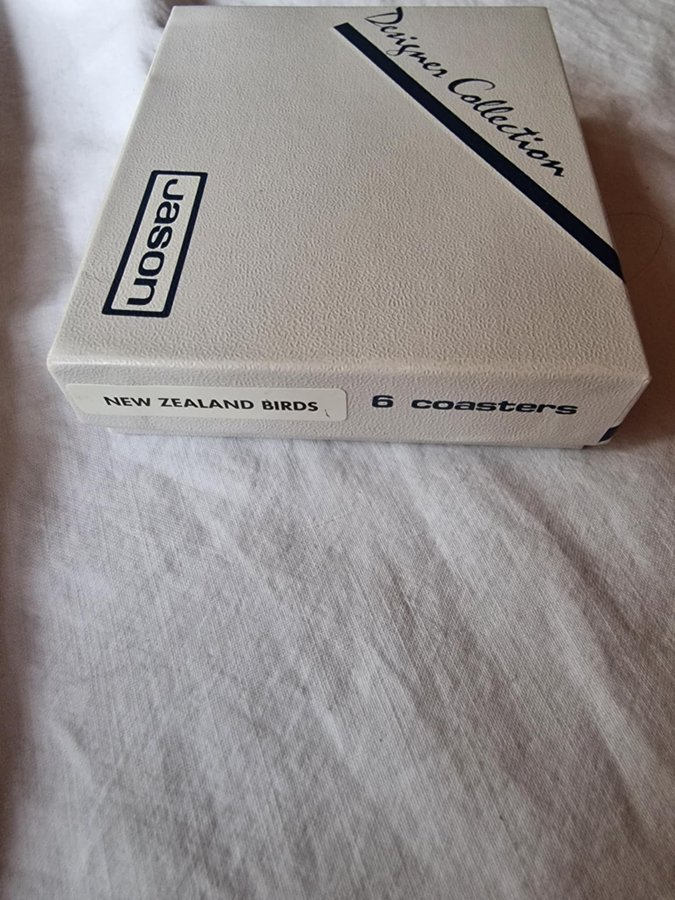 Designer Collection
Jason
NEW ZEALAND BIRDS
6 coasters